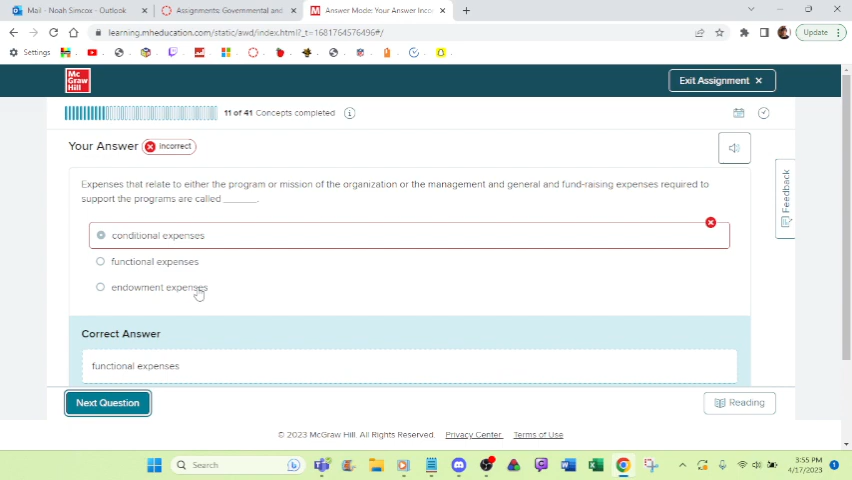 Mail - Noah Simcox - Outlook
Assignments: Governmental and
Answer Mode: Your Answer Inco
learning.mheducation.com/static/awd/index.html?_t=1681764576496#/
Update
Settings
Mc
Graw
Hill
Exit Assignment
11 of 41 Concepts completed
Your Answer
Incorrect
Expenses that relate to either the program or mission of the organization or the management and general and fund-raising expenses required to
support the programs are called ______.
conditional expenses
functional expenses
endowment expenses
Feedback
Correct Answer
functional expenses
Next Question
Reading
© 2023 McGraw Hill. All Rights Reserved.
Privacy Center
Terms of Use
Search
3:55 PM
4/17/2023